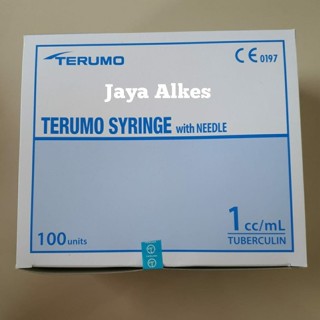 TERUMO
CE 0197
Jaya Alkes
TERUMO SYRINGE with NEEDLE
100 units
1 cc/mL
TUBERCULIN